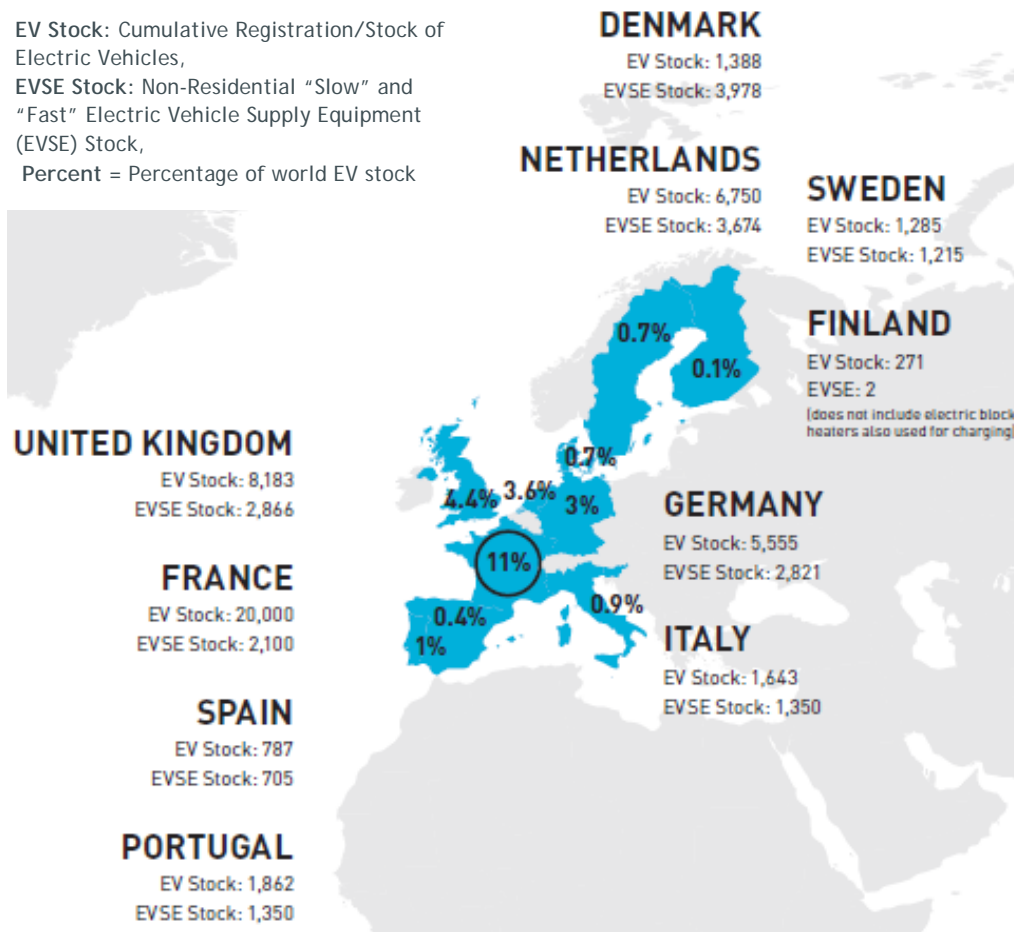 EV Stock: Cumulative Registration/Stock of
Electric Vehicles,
EVSE Stock: Non-Residential “Slow” and
“Fast” Electric Vehicle Supply Equipment
(EVSE) Stock,
Percent = Percentage of world EV stock
DENMARK
EV Stock: 1,388
EVSE Stock: 3,978
NETHERLANDS
EV Stock: 6,750
EVSE Stock: 3,674
SWEDEN
EV Stock: 1,285
EVSE Stock: 1,215
FINLAND
EV Stock: 271
EVSE: 2
(does not include electric block
heaters also used for charging)
0.7%
0.1%
0.7%
4.4%
3.6%
3%
11%
0.9%
0.4%
1%
UNITED KINGDOM
EV Stock: 8,183
EVSE Stock: 2,866
GERMANY
EV Stock: 5,555
EVSE Stock: 2,821
FRANCE
EV Stock: 20,000
EVSE Stock: 2,100
ITALY
EV Stock: 1,643
EVSE Stock: 1,350
SPAIN
EV Stock: 787
EVSE Stock: 705
PORTUGAL
EV Stock: 1,862
EVSE Stock: 1,350